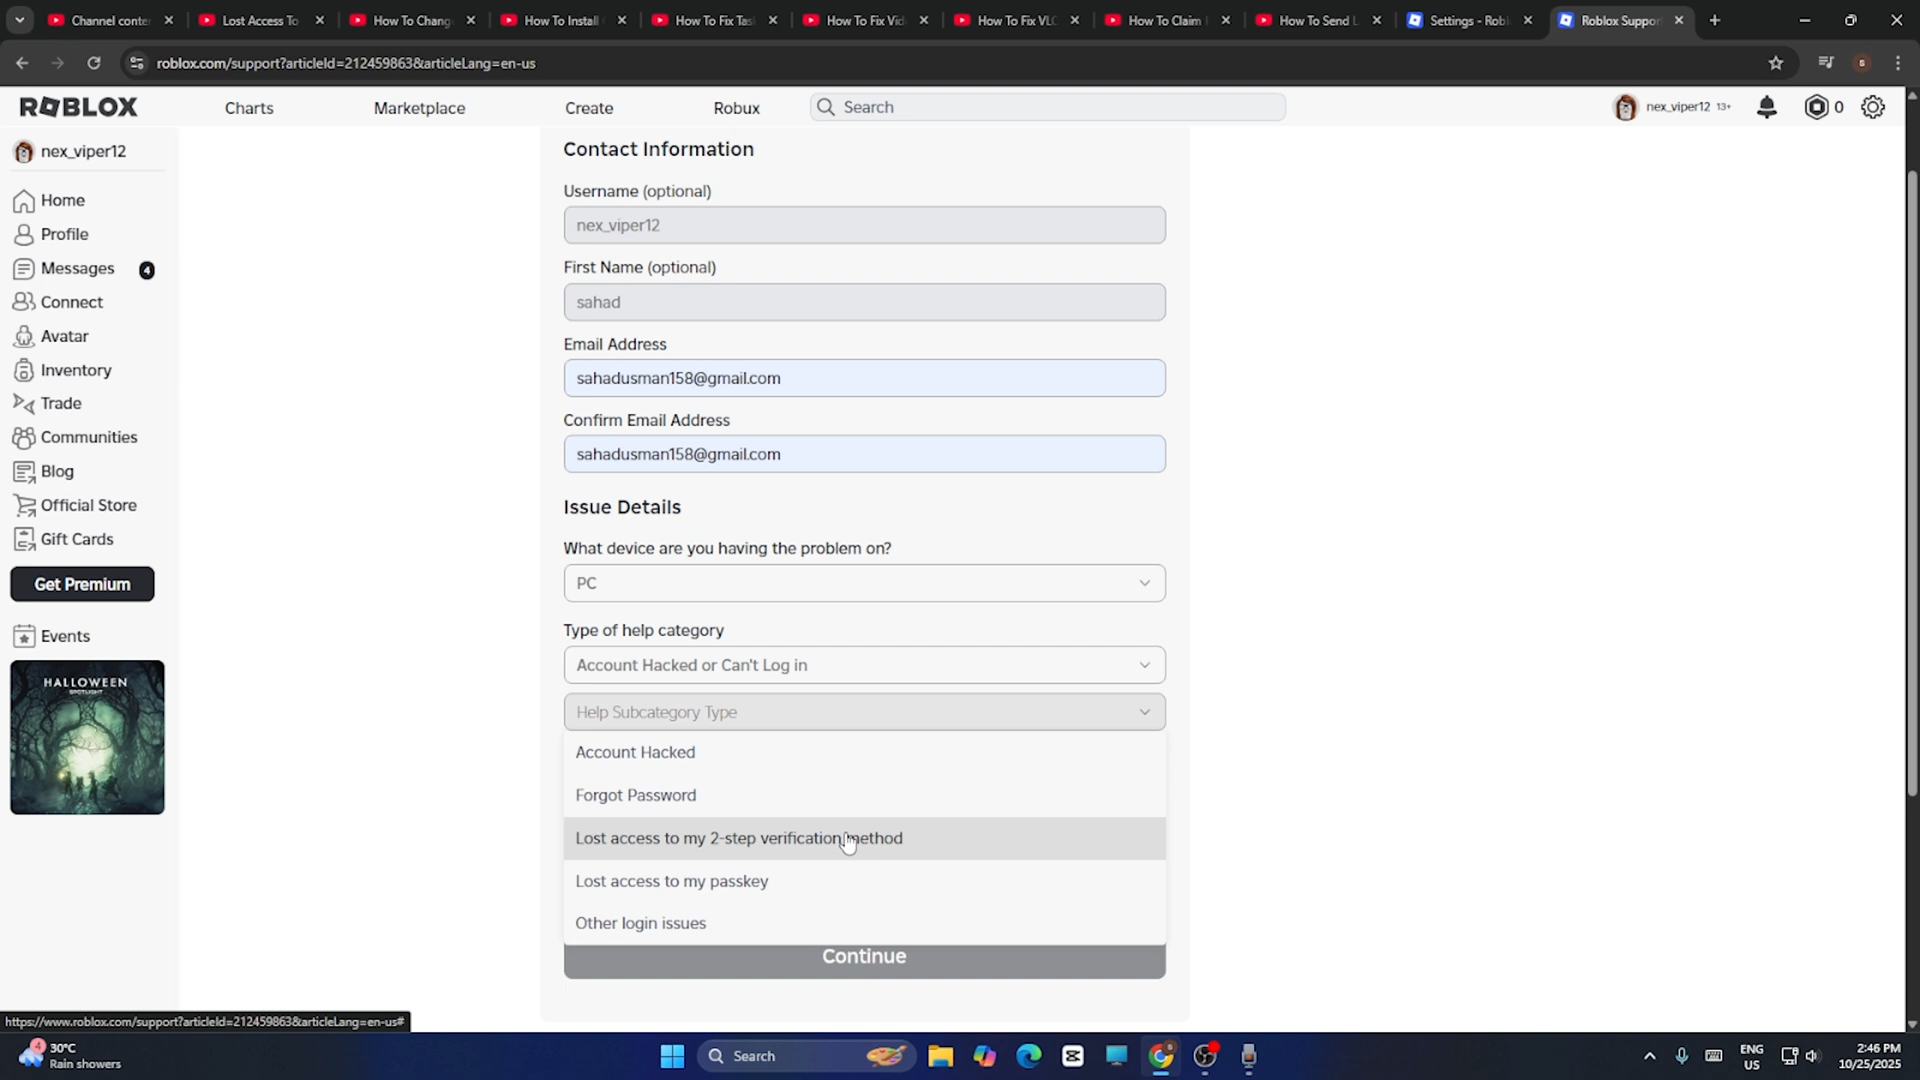 Channel conte
Lost Access To
How To Chang
How To Install
How To Fix Tas
How To Fix Vid
How To Fix VLC
How To Claim
How To Send L
Settings - Robl
Roblox Suppor
roblox.com/support?articleId=212459863&articleLang=en-us
S
ROBLOX
Charts
Marketplace
Create
Robux
Search
nex_viper12 13+
0
nex_viper12
Home
Profile
Messages 4
Connect
Avatar
Inventory
Trade
Communities
Blog
Official Store
Gift Cards
Get Premium
Events
HALLOWEEN
SPOTLIGHT
Contact Information
Username (optional)
nex_viper12
First Name (optional)
sahad
Email Address
sahadusman158@gmail.com
Confirm Email Address
sahadusman158@gmail.com
Issue Details
What device are you having the problem on?
PC
Type of help category
Account Hacked or Can't Log in
Help Subcategory Type
Account Hacked
Forgot Password
Lost access to my 2-step verification method
Lost access to my passkey
Other login issues
Continue
https://www.roblox.com/support?articleId=212459863&articleLang=en-us#
4
30°C
Rain showers
Search
ENG
US
2:46 PM
10/25/2025